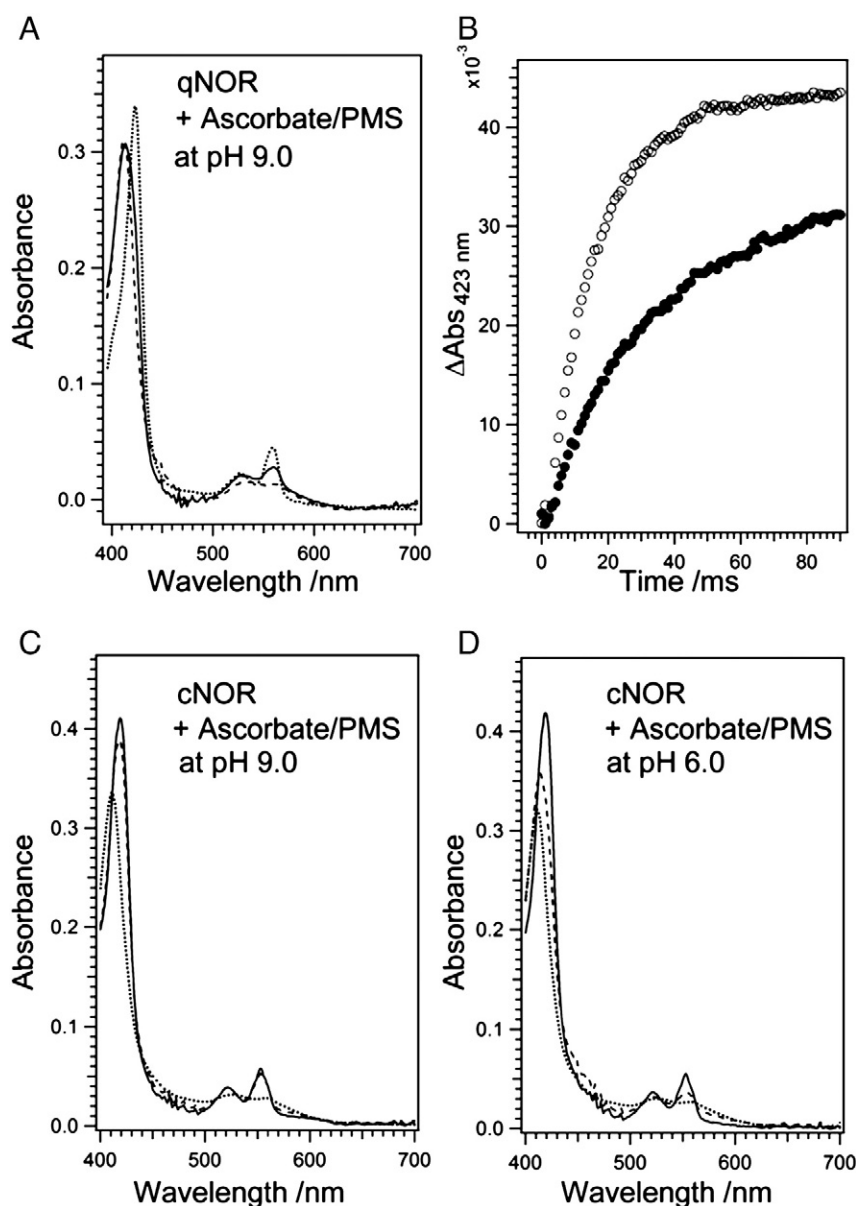 A
qNOR
+ Ascorbate/PMS
at pH 9.0
0.3
0.2
0.1
0.0
Absorbance
400
500
600
700
Wavelength /nm
B
x10⁻³
40
30
20
10
0
ΔAbs 423 nm
0
20
40
60
80
Time /ms
C
cNOR
+ Ascorbate/PMS
at pH 9.0
0.4
0.3
0.2
0.1
0.0
Absorbance
400
500
600
700
Wavelength /nm
D
cNOR
+ Ascorbate/PMS
at pH 6.0
0.4
0.3
0.2
0.1
0.0
Absorbance
400
500
600
700
Wavelength /nm